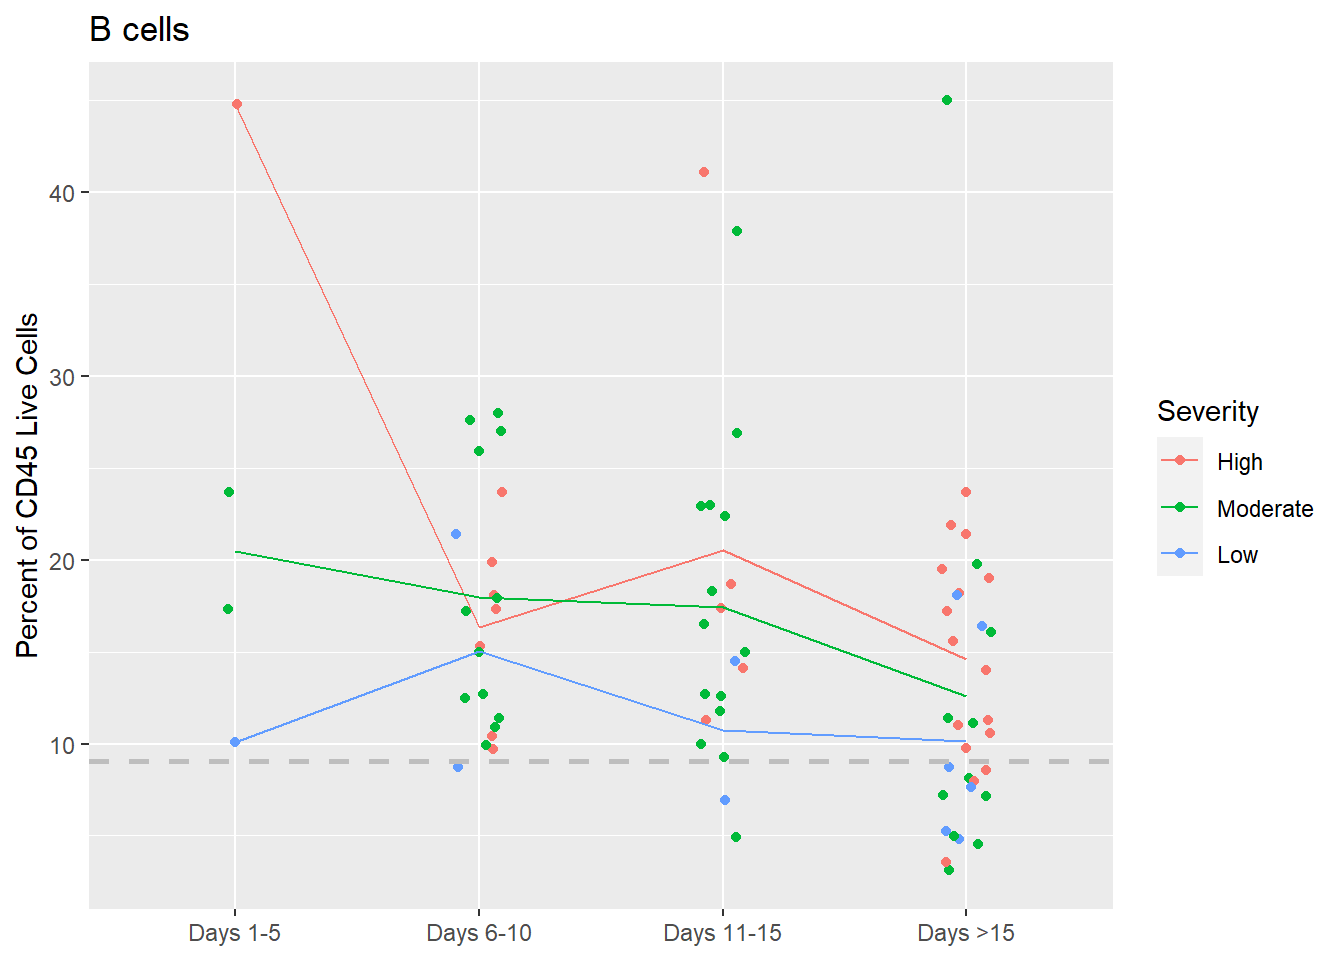 B cells
Percent of CD45 Live Cells
40
30
20
10
Days 1-5
Days 6-10
Days 11-15
Days >15
Severity
High
Moderate
Low